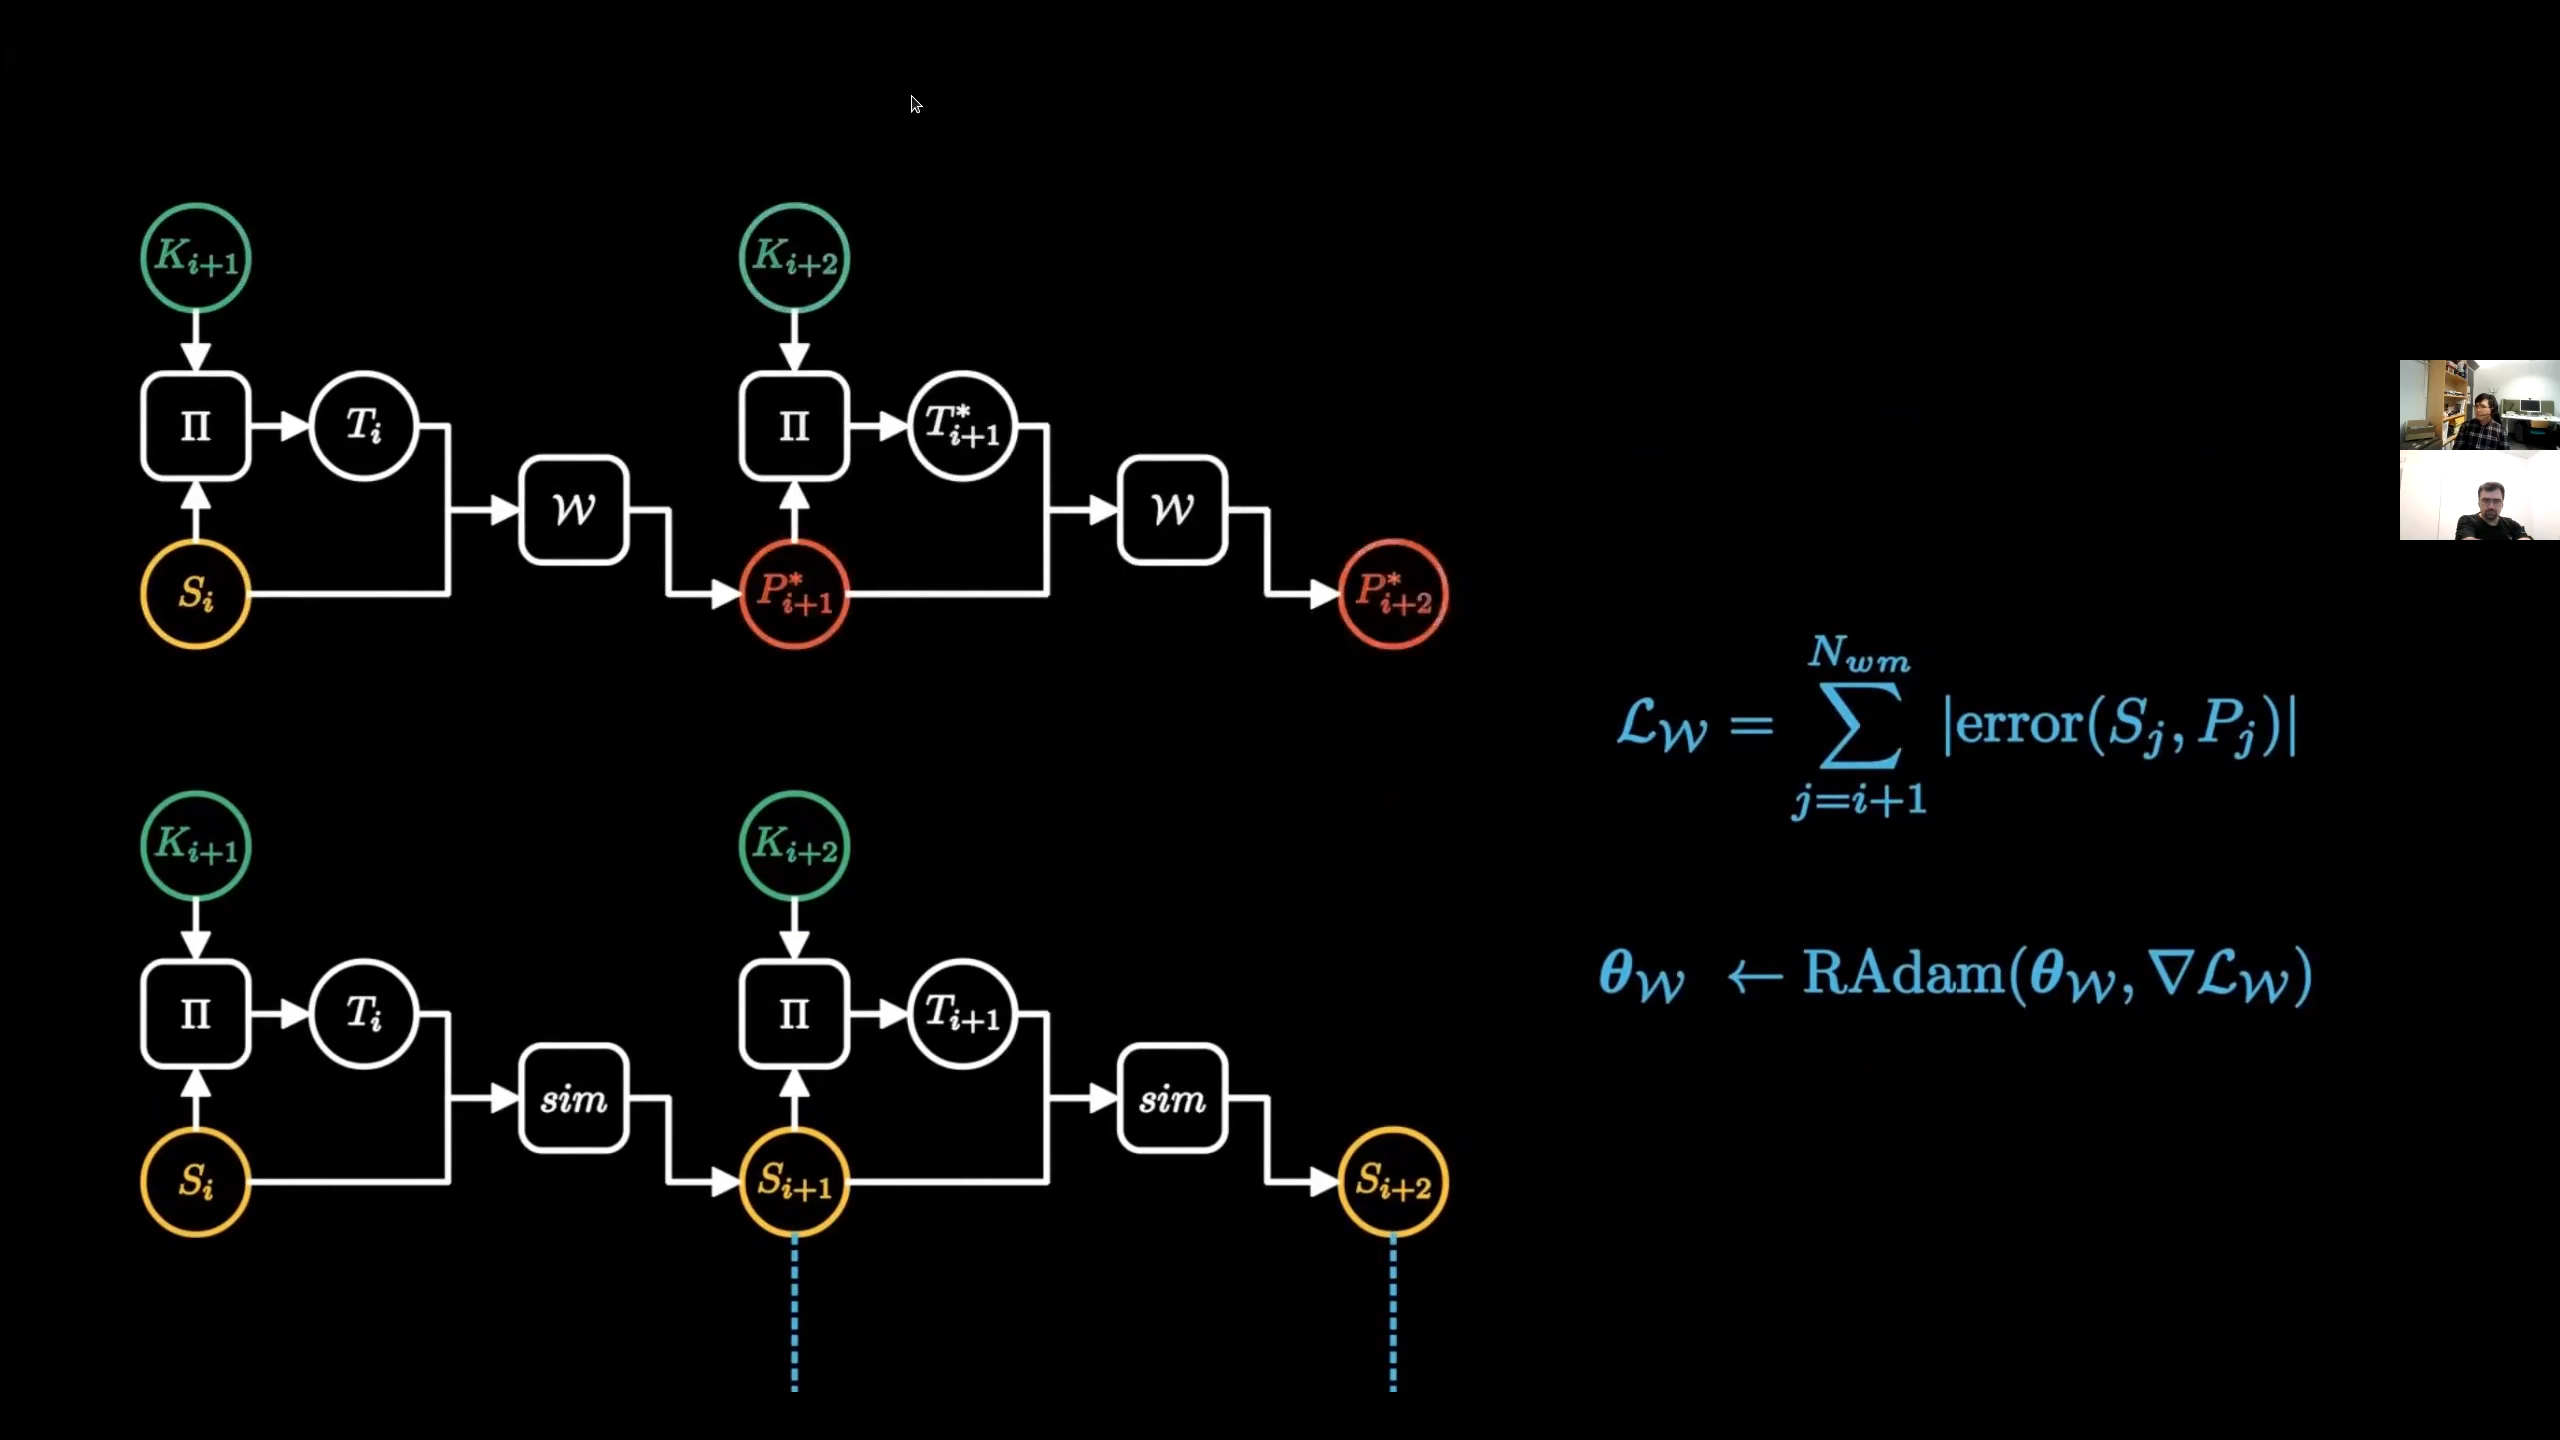 K_{i+1} K_{i+2}
Π T_i Π T^*_{i+1}
𝒲 𝒲
S_i P^*_{i+1} P^*_{i+2}
ℒ_𝒲 = \sum_{j=i+1}^{N_{wm}} |error(S_j, P_j)|
K_{i+1} K_{i+2}
θ_𝒲 ← RAdam(θ_𝒲, ∇ℒ_𝒲)
Π T_i Π T_{i+1}
sim sim
S_i S_{i+1} S_{i+2}